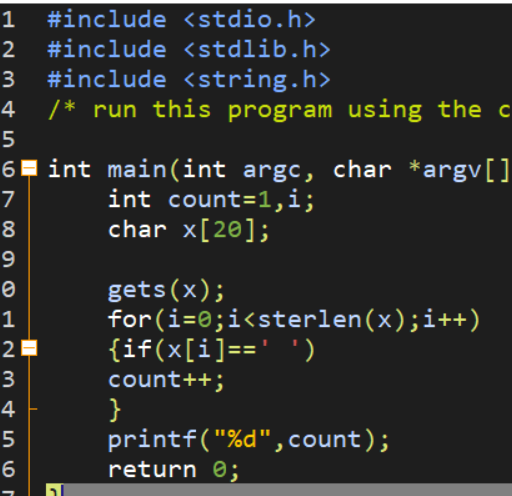 1 #include <stdio.h>
2 #include <stdlib.h>
3 #include <string.h>
4 /* run this program using the c
5
6 int main(int argc, char *argv[]
7 int count=1,i;
8 char x[20];
9
0 gets(x);
1 for(i=0;i<sterlen(x);i++)
2 {if(x[i]==' ')
3 count++;
4 }
5 printf("%d",count);
6 return 0;
7 }